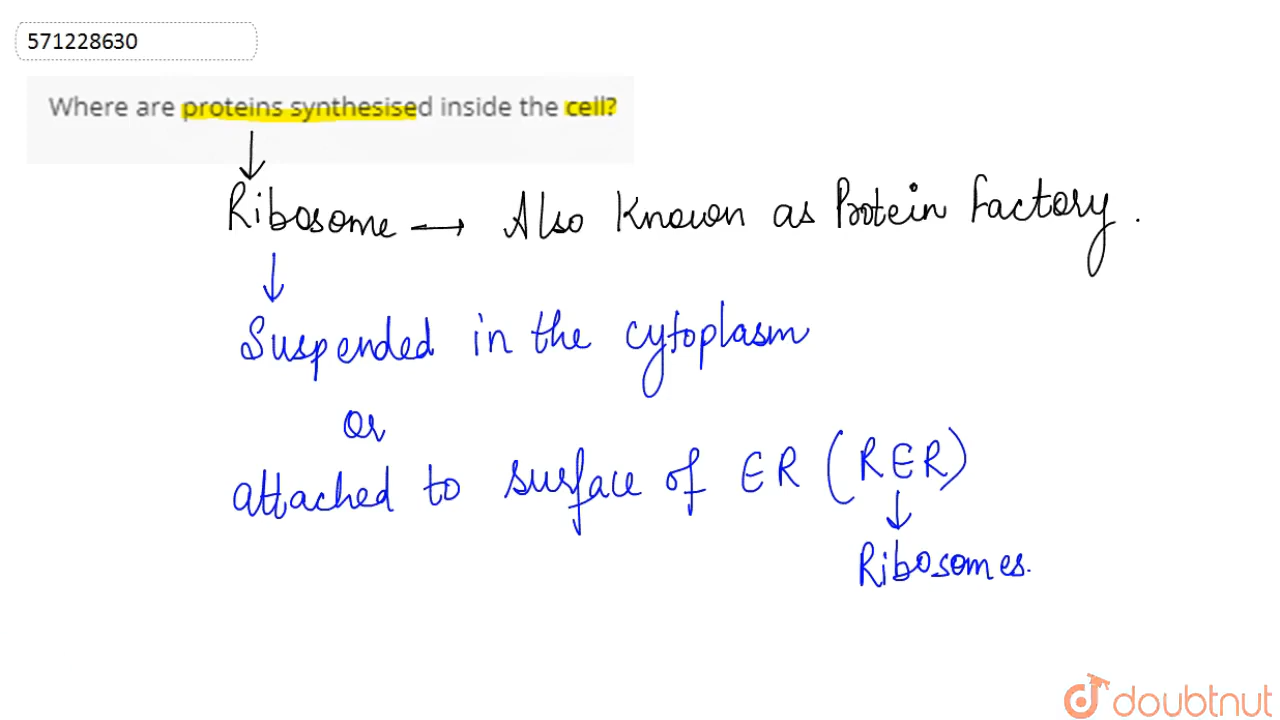 571228630
Where are proteins synthesised inside the cell?
Ribosome → Also Known as Protein Factory.
Suspended in the cytoplasm
or
attached to surface of ER (RER)
Ribosomes.
doubtnut